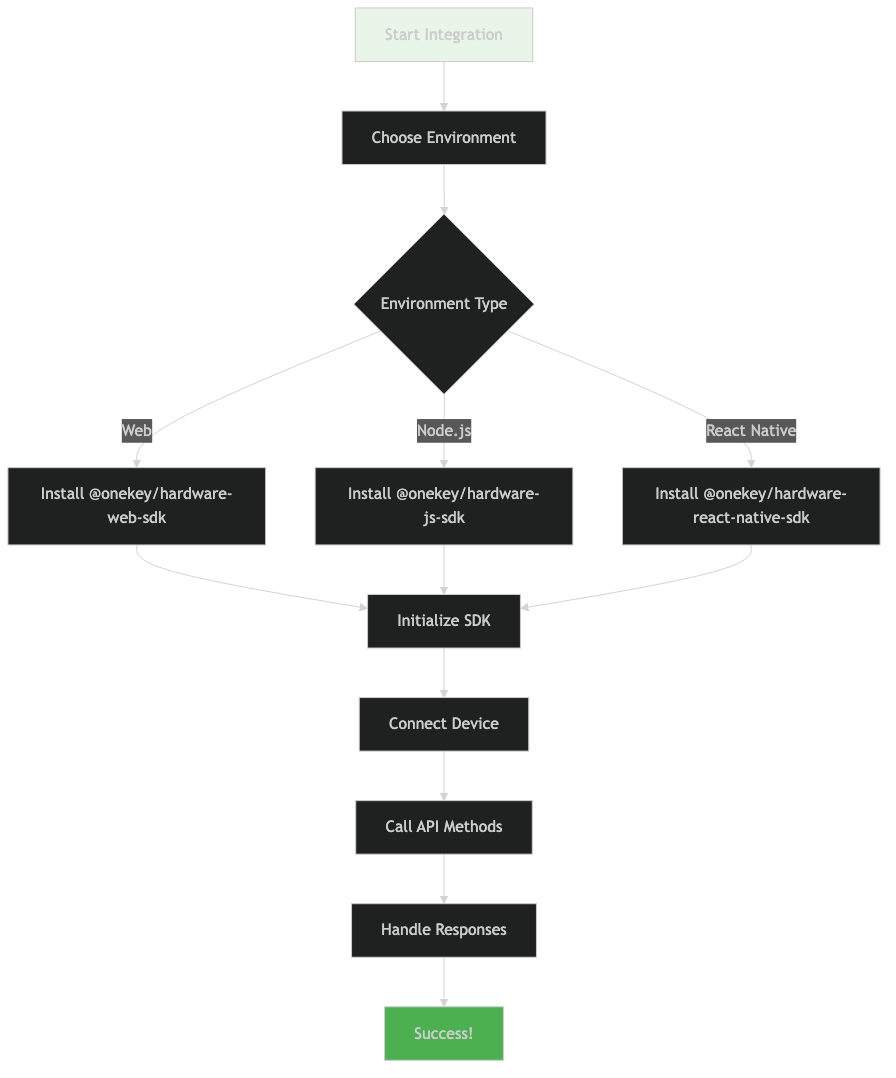 Start Integration
Choose Environment
Environment Type
Web
Node.js
React Native
Install @onekey/hardware-
web-sdk
Install @onekey/hardware-
js-sdk
Install @onekey/hardware-
react-native-sdk
Initialize SDK
Connect Device
Call API Methods
Handle Responses
Success!